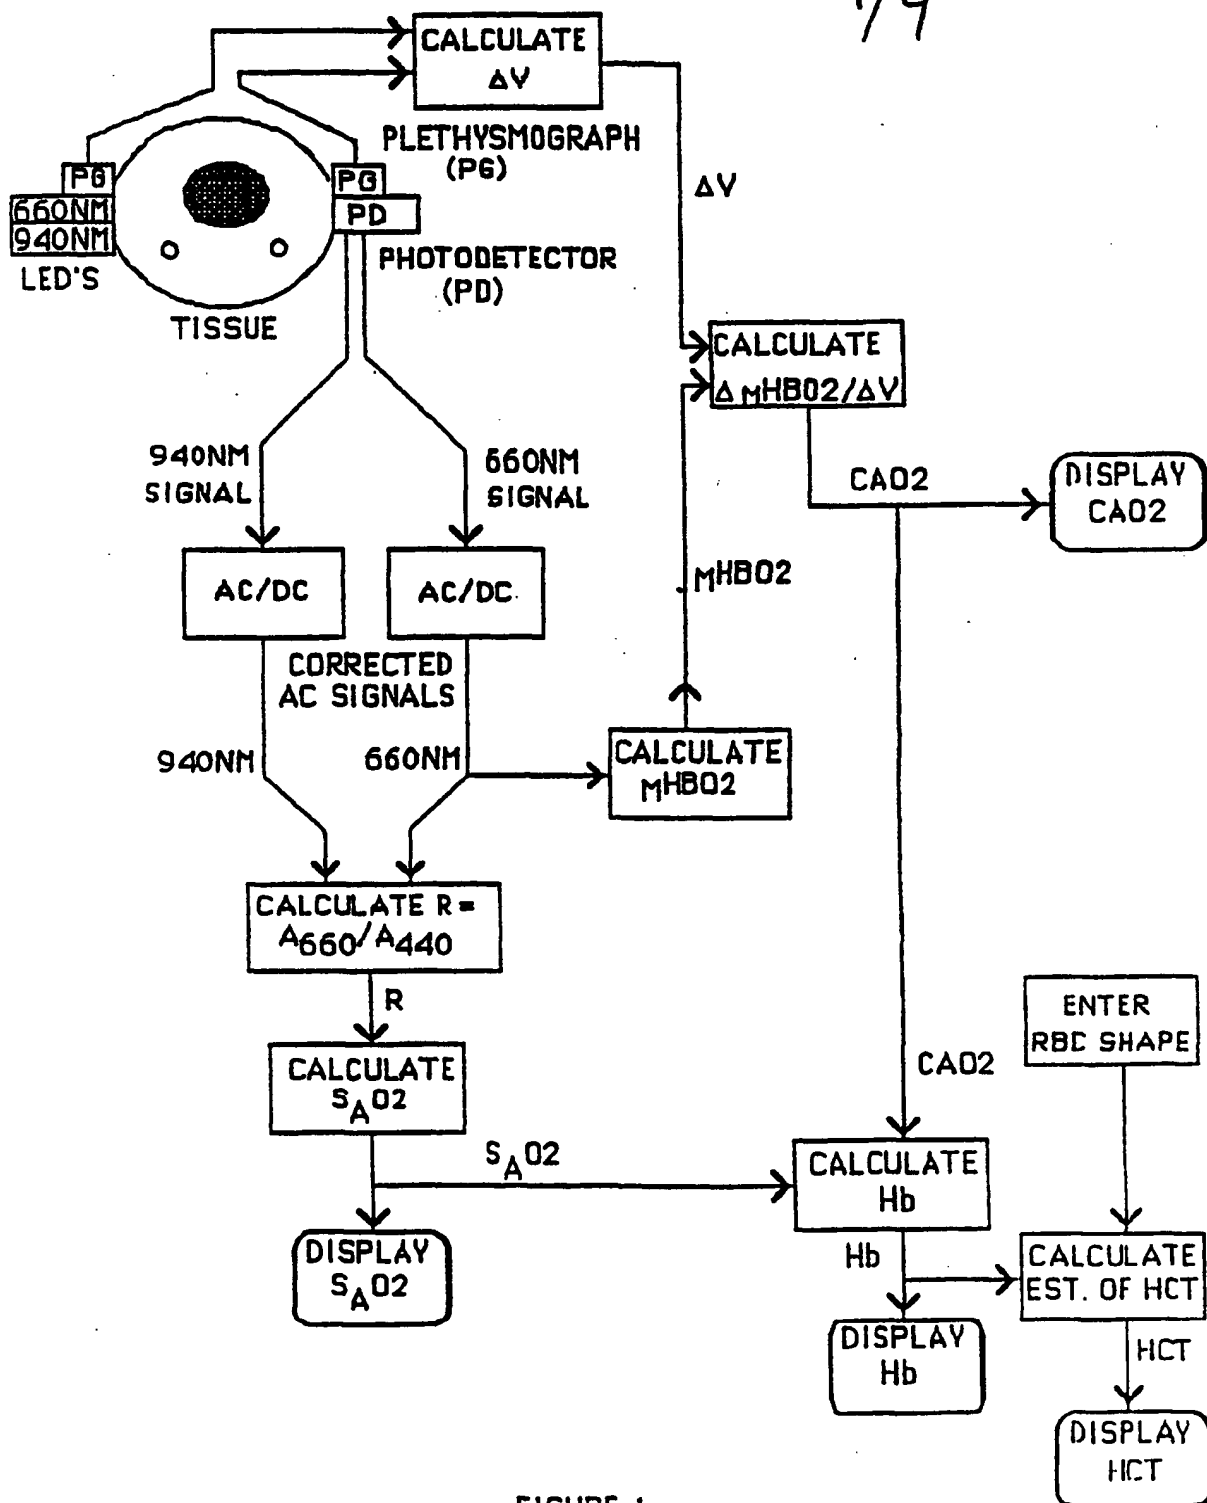 1/9
CALCULATE
ΔV
PLETHYSMOGRAPH
(PG)
PG
PG
660NM
PD
940NM
LED'S
PHOTODETECTOR
(PD)
TISSUE
ΔV
CALCULATE
Δ MHBO2/ΔV
940NM
SIGNAL
660NM
SIGNAL
CAO2
DISPLAY
CAO2
AC/DC
AC/DC
MHBO2
CORRECTED
AC SIGNALS
940NM
660NM
CALCULATE
MHBO2
CALCULATE R =
A660/A440
R
ENTER
RBC SHAPE
CALCULATE
SAO2
CAO2
SAO2
CALCULATE
Hb
DISPLAY
SAO2
Hb
CALCULATE
EST. OF HCT
DISPLAY
Hb
HCT
DISPLAY
HCT